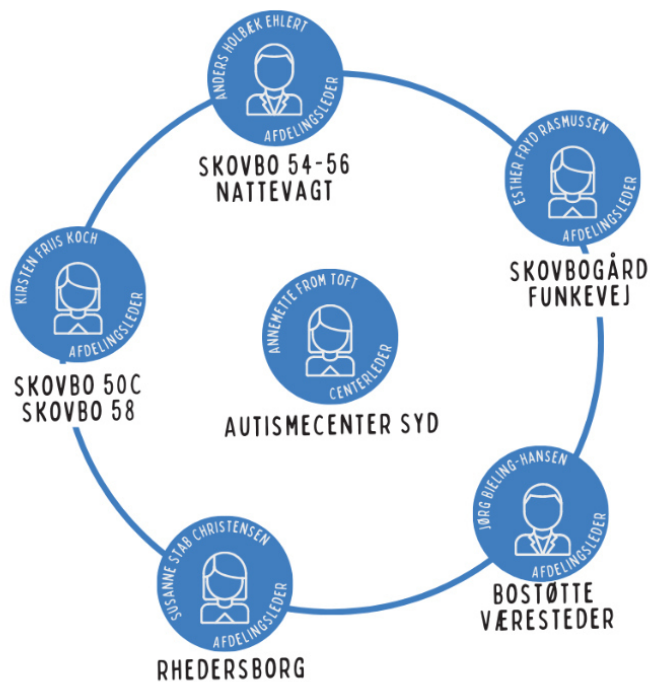 ANDERS HOLBÆK EHLERT
AFDELINGSLEDER
SKOVBO 54-56
NATTEVAGT
ESTHER FRYD RASMUSSEN
AFDELINGSLEDER
SKOVBOGÅRD
FUNKEVEJ
KIRSTEN FRIIS KOCH
AFDELINGSLEDER
SKOVBO 50C
SKOVBO 58
ANNEMETTE FROM TOFT
CENTERLEDER
AUTISMECENTER SYD
JØRG BIELING-HANSEN
AFDELINGSLEDER
BOSTØTTE
VÆRESTEDER
SUSANNE STAB CHRISTENSEN
AFDELINGSLEDER
RHEDERSBORG